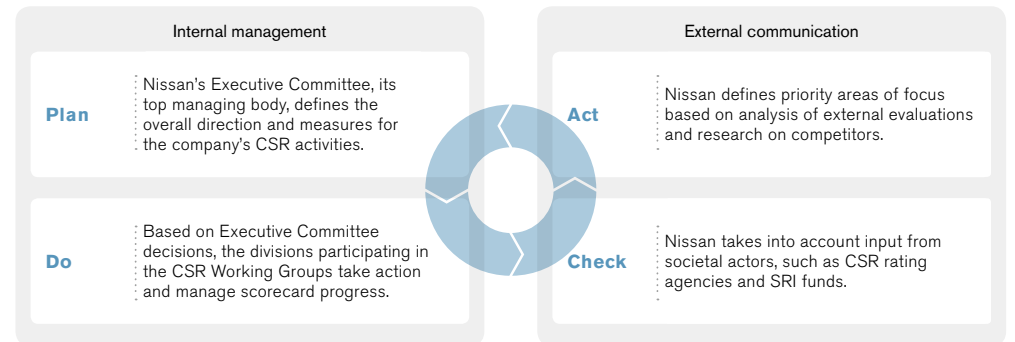 Internal management
Plan
Nissan’s Executive Committee, its
top managing body, defines the
overall direction and measures for
the company’s CSR activities.
Do
Based on Executive Committee
decisions, the divisions participating in
the CSR Working Groups take action
and manage scorecard progress.
External communication
Act
Nissan defines priority areas of focus
based on analysis of external evaluations
and research on competitors.
Check
Nissan takes into account input from
societal actors, such as CSR rating
agencies and SRI funds.